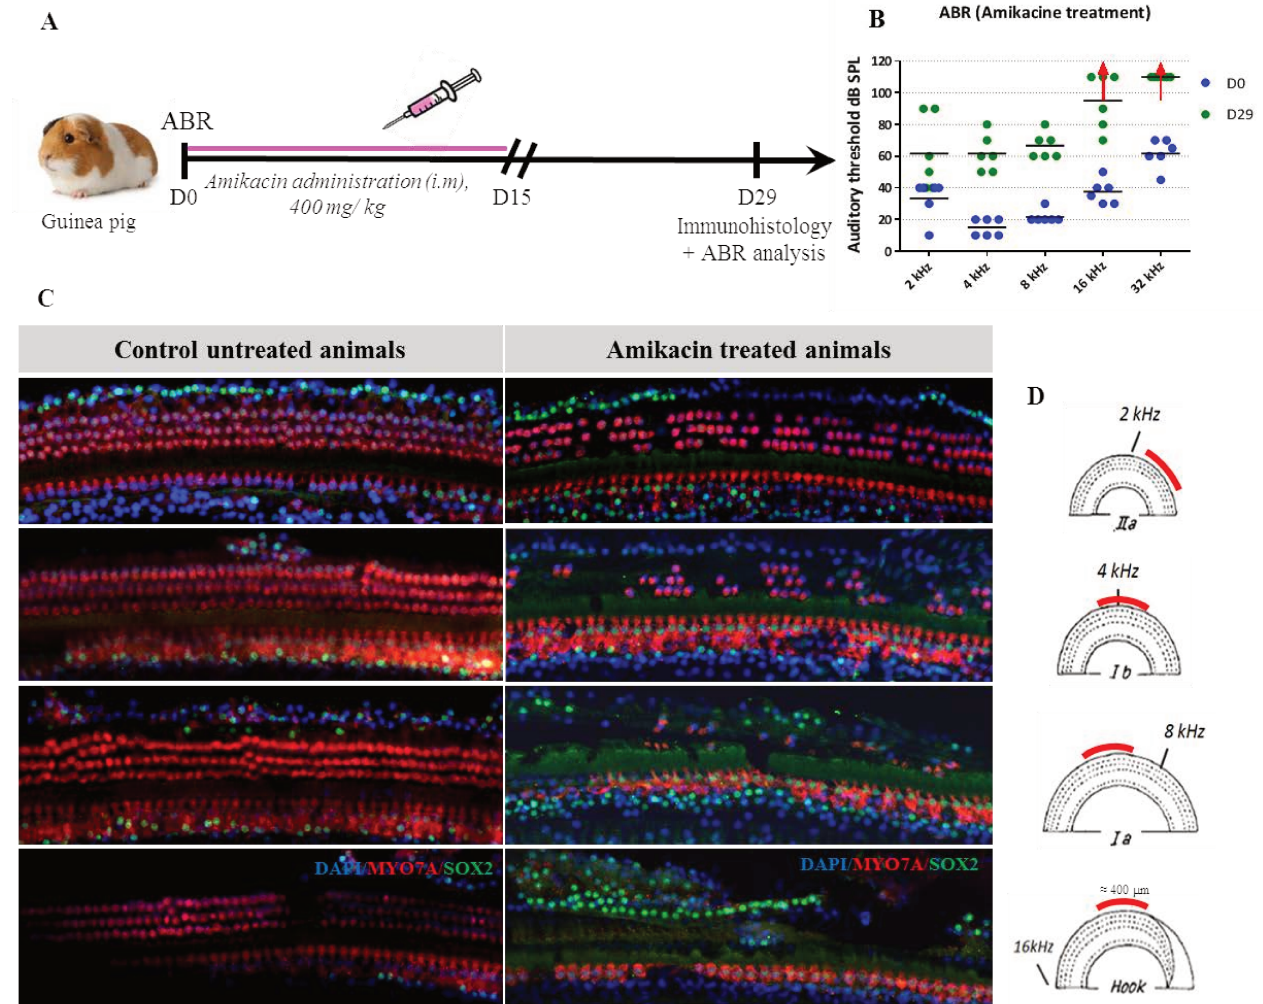 A
ABR
D0
Amikacin administration (i.m),
400 mg/ kg
D15
D29
Guinea pig
Immunohistology
+ ABR analysis
B
ABR (Amikacine treatment)
Auditory threshold dB SPL
120
100
80
60
40
20
0
2 kHz
4 kHz
8 kHz
16 kHz
32 kHz
D0
D29
C
Control untreated animals
Amikacin treated animals
DAPI/MYO7A/SOX2
DAPI/MYO7A/SOX2
D
2 kHz
IIa
4 kHz
Ib
8 kHz
Ia
≈ 400 μm
16kHz
Hook